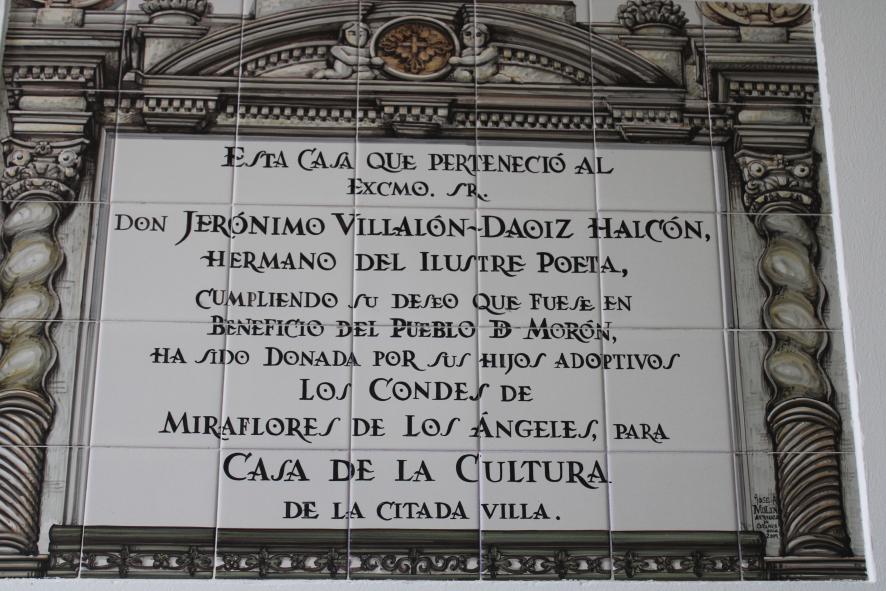 Esta Casa que perteneció al
Excmo. Sr.
Don Jerónimo Villalón-Daoiz Halcón,
hermano del Ilustre Poeta,
cumpliendo su deseo que fuese en
Beneficio del Pueblo D Morón,
ha sido Donada por sus hijos adoptivos
Los Condes de
Miraflores de Los Ángeles, para
Casa de la Cultura
de la citada villa.